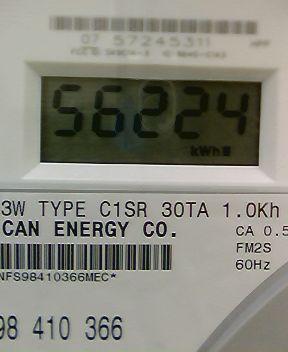 07 57245311
56224
kWh
3W TYPE C1SR 30TA 1.0Kh
CAN ENERGY CO.
CA 0.5
FM2S
60Hz
NFS98410366MEC*
98 410 366